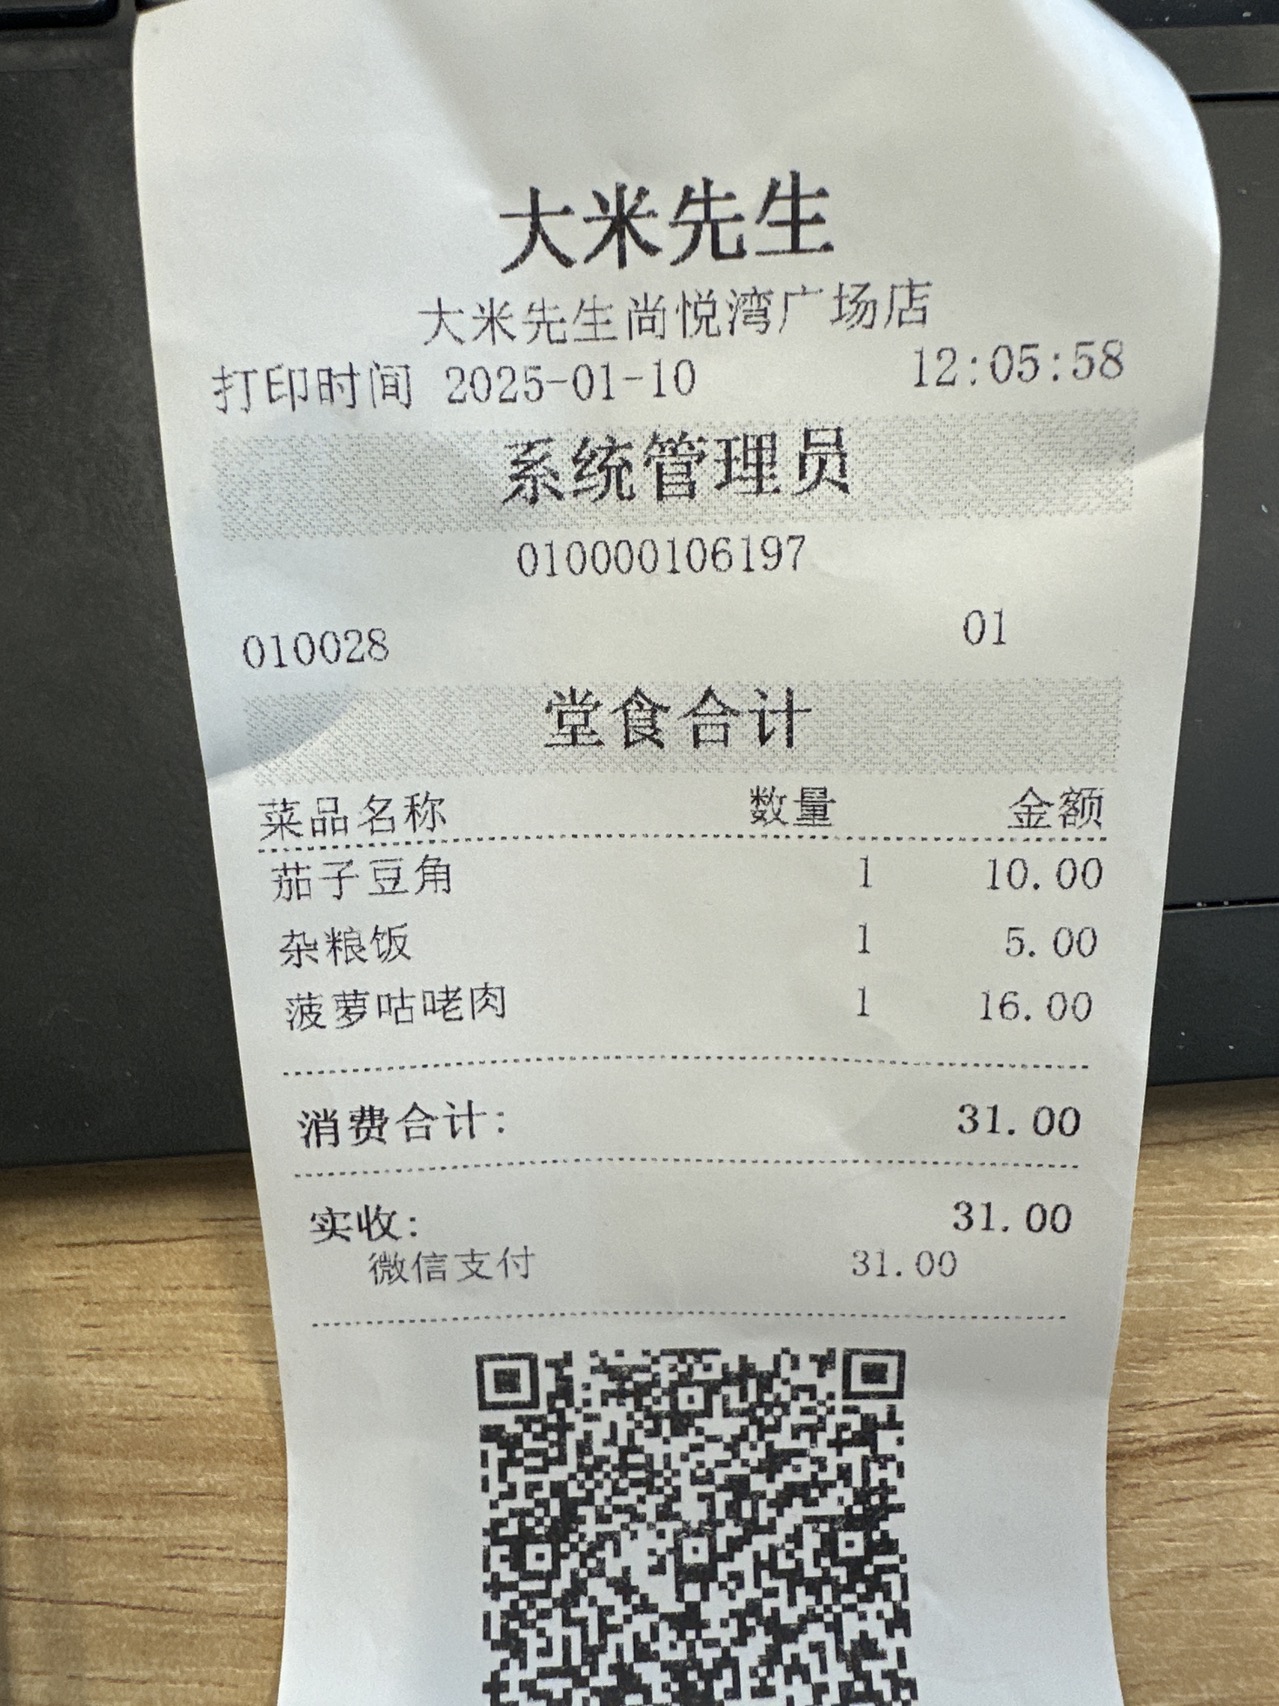 大米先生
大米先生尚悦湾广场店
打印时间 2025-01-10 12:05:58
系统管理员
010000106197
010028 01
堂食合计
菜品名称 数量 金额
茄子豆角 1 10.00
杂粮饭 1 5.00
菠萝咕咾肉 1 16.00
消费合计: 31.00
实收: 31.00
微信支付 31.00